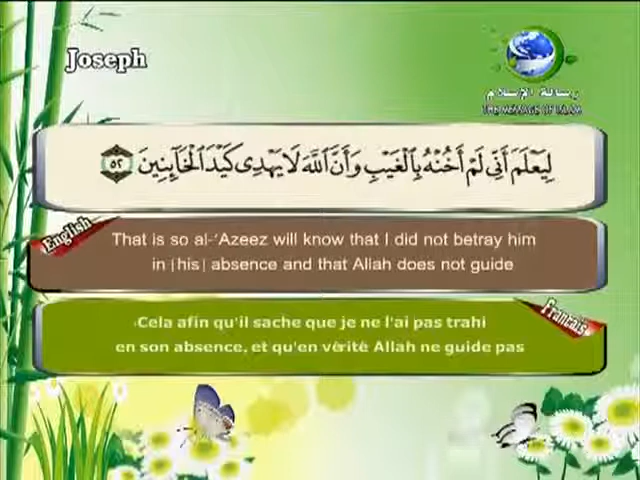 Joseph
رسالة الإسلام
THE MESSAGE OF ISLAM
لِيَعْلَمَ أَنِّي لَمْ أَخُنْهُ بِالْغَيْبِ وَأَنَّ اللَّهَ لَا يَهْدِي كَيْدَ الْخَائِنِينَ ٥٢
English
That is so al-‘Azeez will know that I did not betray him
in [his] absence and that Allah does not guide
Francais
Cela afin qu'il sache que je ne l'ai pas trahi
en son absence, et qu'en vérité Allah ne guide pas